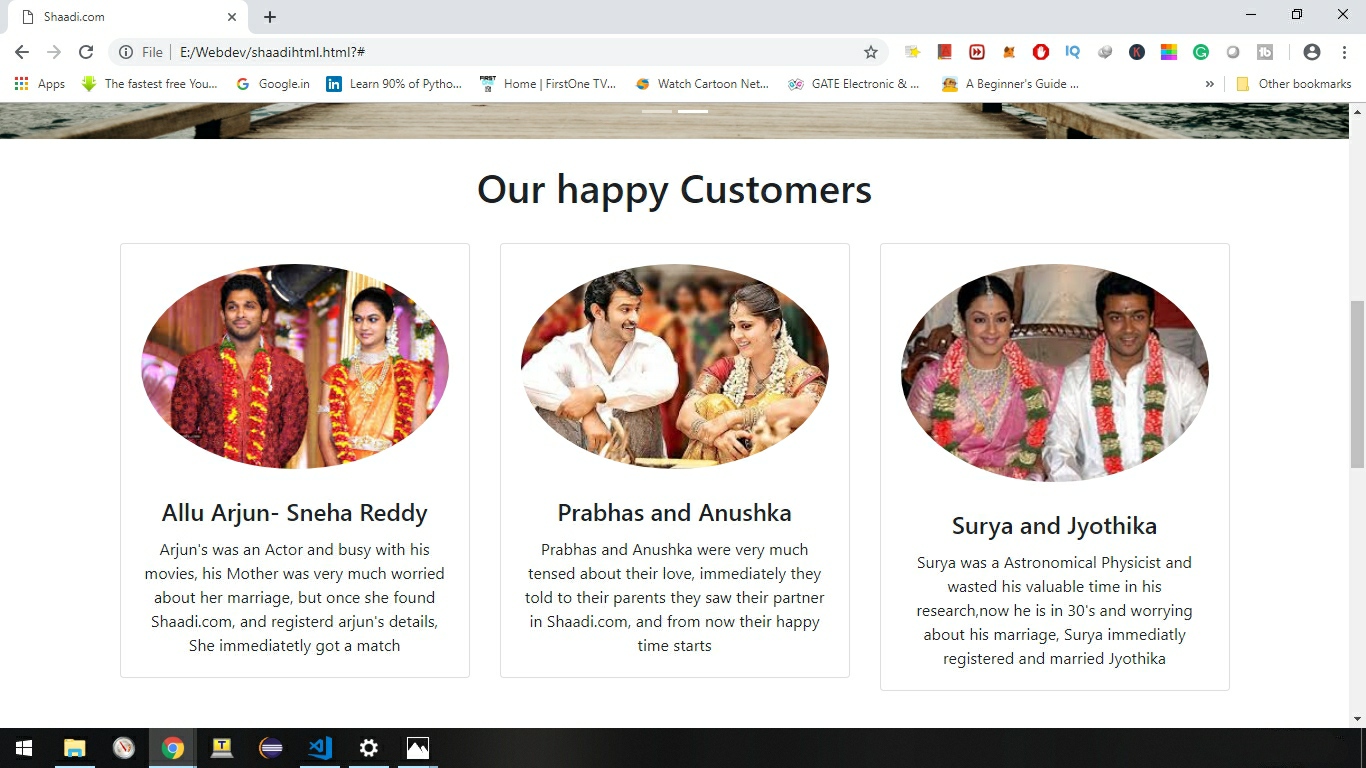 Shaadi.com
File | E:/Webdev/shaadihtml.html?#
Apps The fastest free You... Google.in Learn 90% of Pytho... Home | FirstOne TV... Watch Cartoon Net... GATE Electronic & ... A Beginner's Guide ... » Other bookmarks
Our happy Customers
Allu Arjun- Sneha Reddy
Arjun's was an Actor and busy with his
movies, his Mother was very much worried
about her marriage, but once she found
Shaadi.com, and registerd arjun's details,
She immediatetly got a match
Prabhas and Anushka
Prabhas and Anushka were very much
tensed about their love, immediately they
told to their parents they saw their partner
in Shaadi.com, and from now their happy
time starts
Surya and Jyothika
Surya was a Astronomical Physicist and
wasted his valuable time in his
research,now he is in 30's and worrying
about his marriage, Surya immediatly
registered and married Jyothika